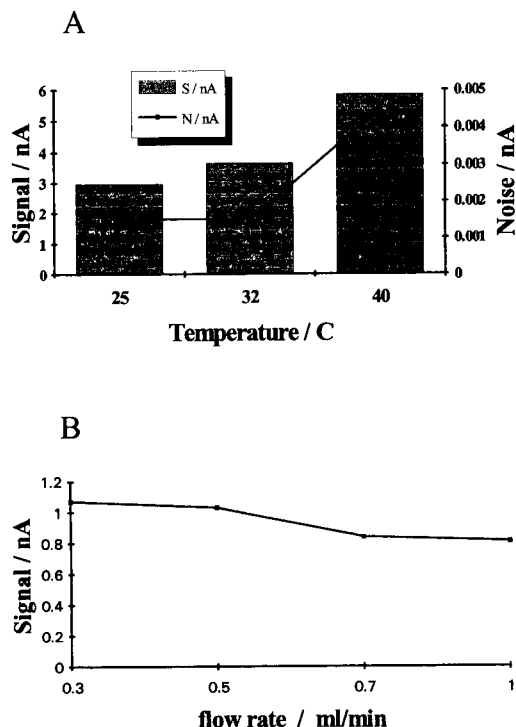 A
S / nA
N / nA
Signal / nA
6
5
4
3
2
1
0
0.005
0.004
0.003
0.002
0.001
0
Noise / nA
25 32 40
Temperature / C
B
Signal / nA
1.2
1
0.8
0.6
0.4
0.2
0
0.3 0.5 0.7 1
flow rate / ml/min